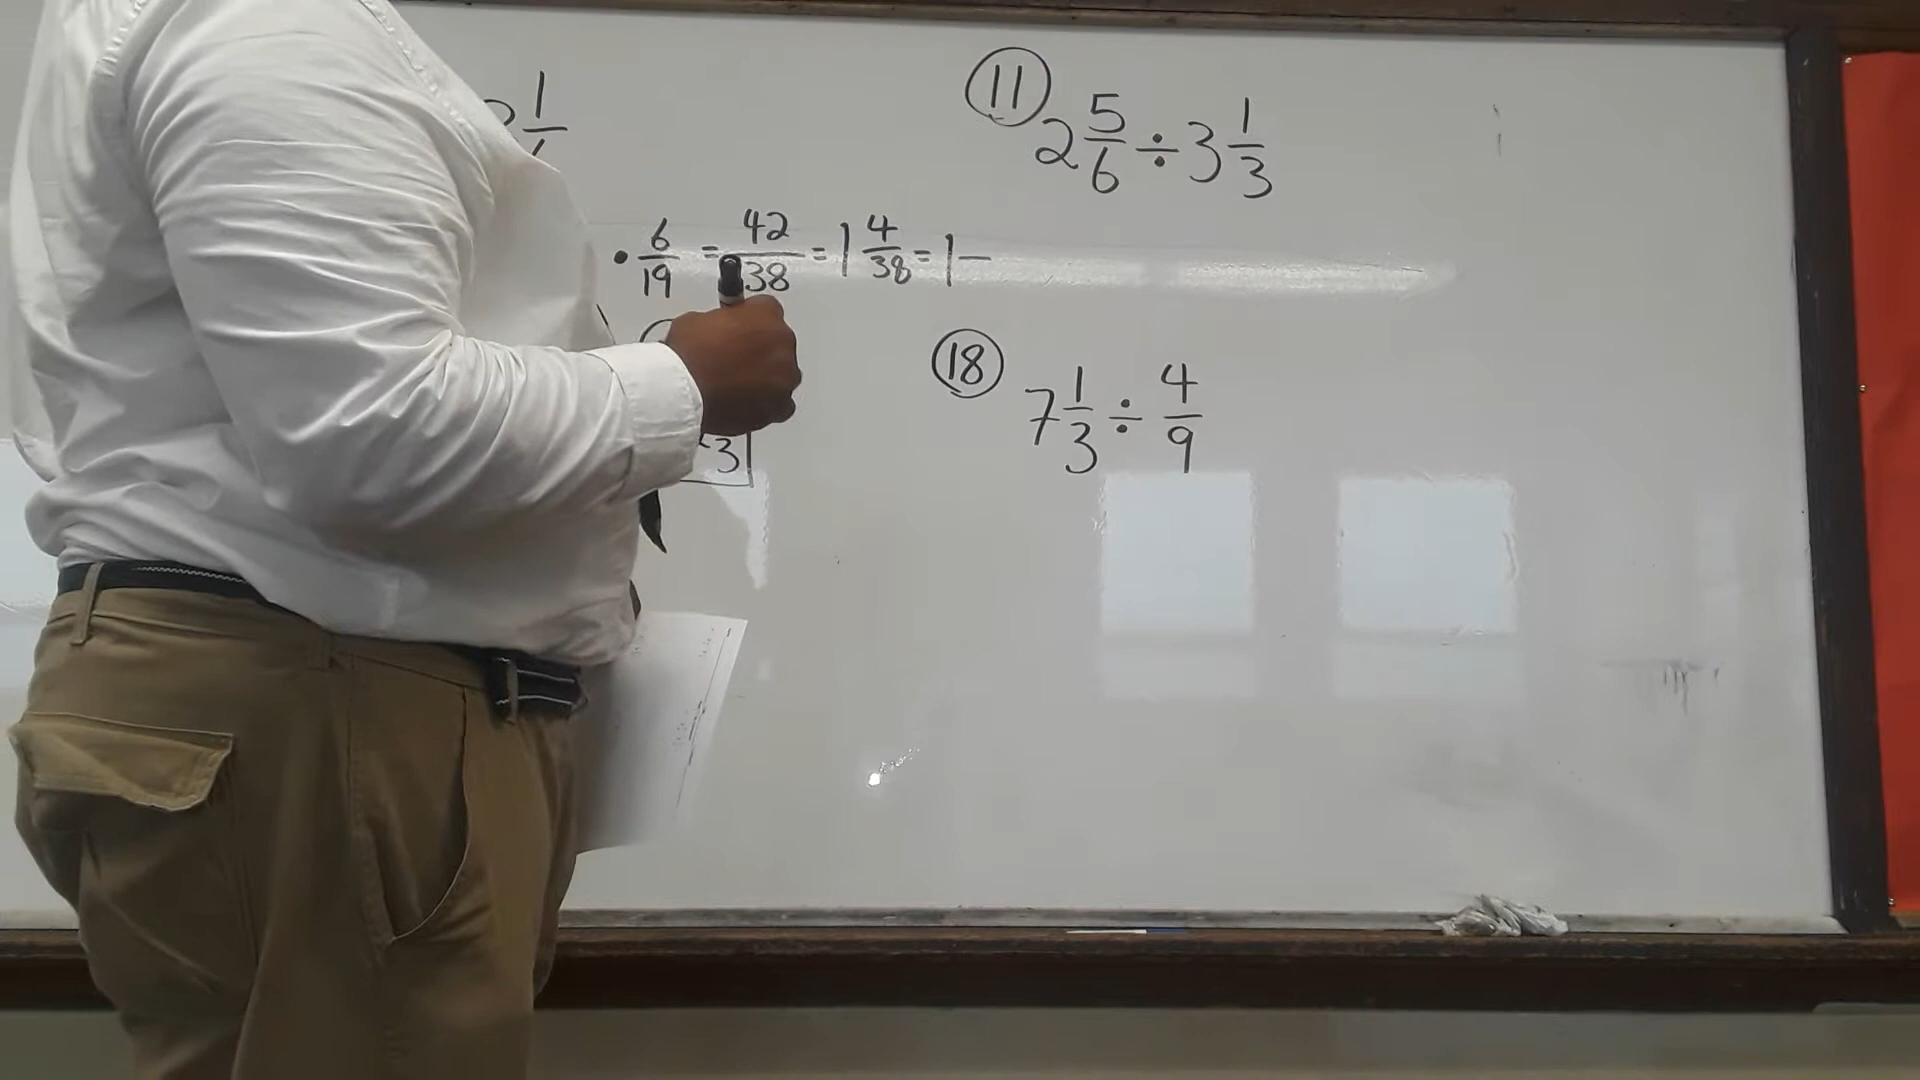 1/
⑪ 2 5/6 ÷ 3 1/3
• 6/19 = 42/38 = 1 4/38 = 1 —
⑱ 7 1/3 ÷ 4/9
3